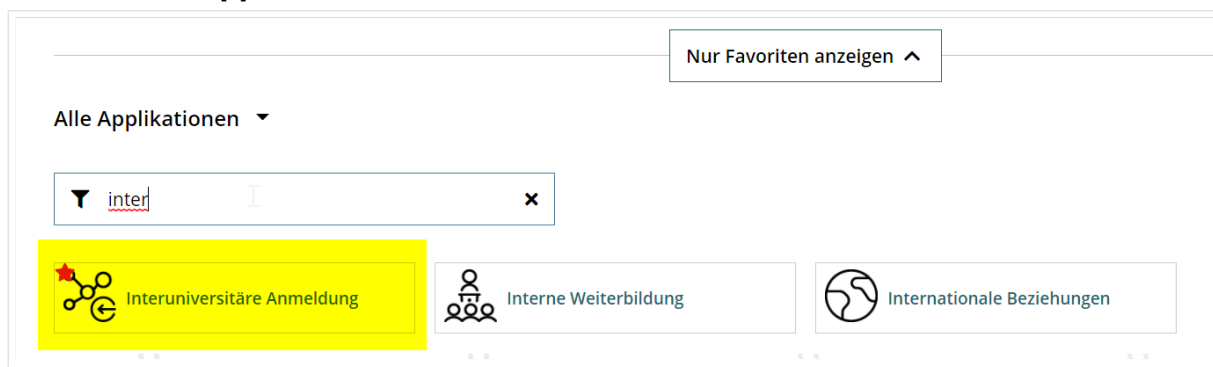 Nur Favoriten anzeigen
Alle Applikationen
inter
Interuniversitäre Anmeldung
Interne Weiterbildung
Internationale Beziehungen